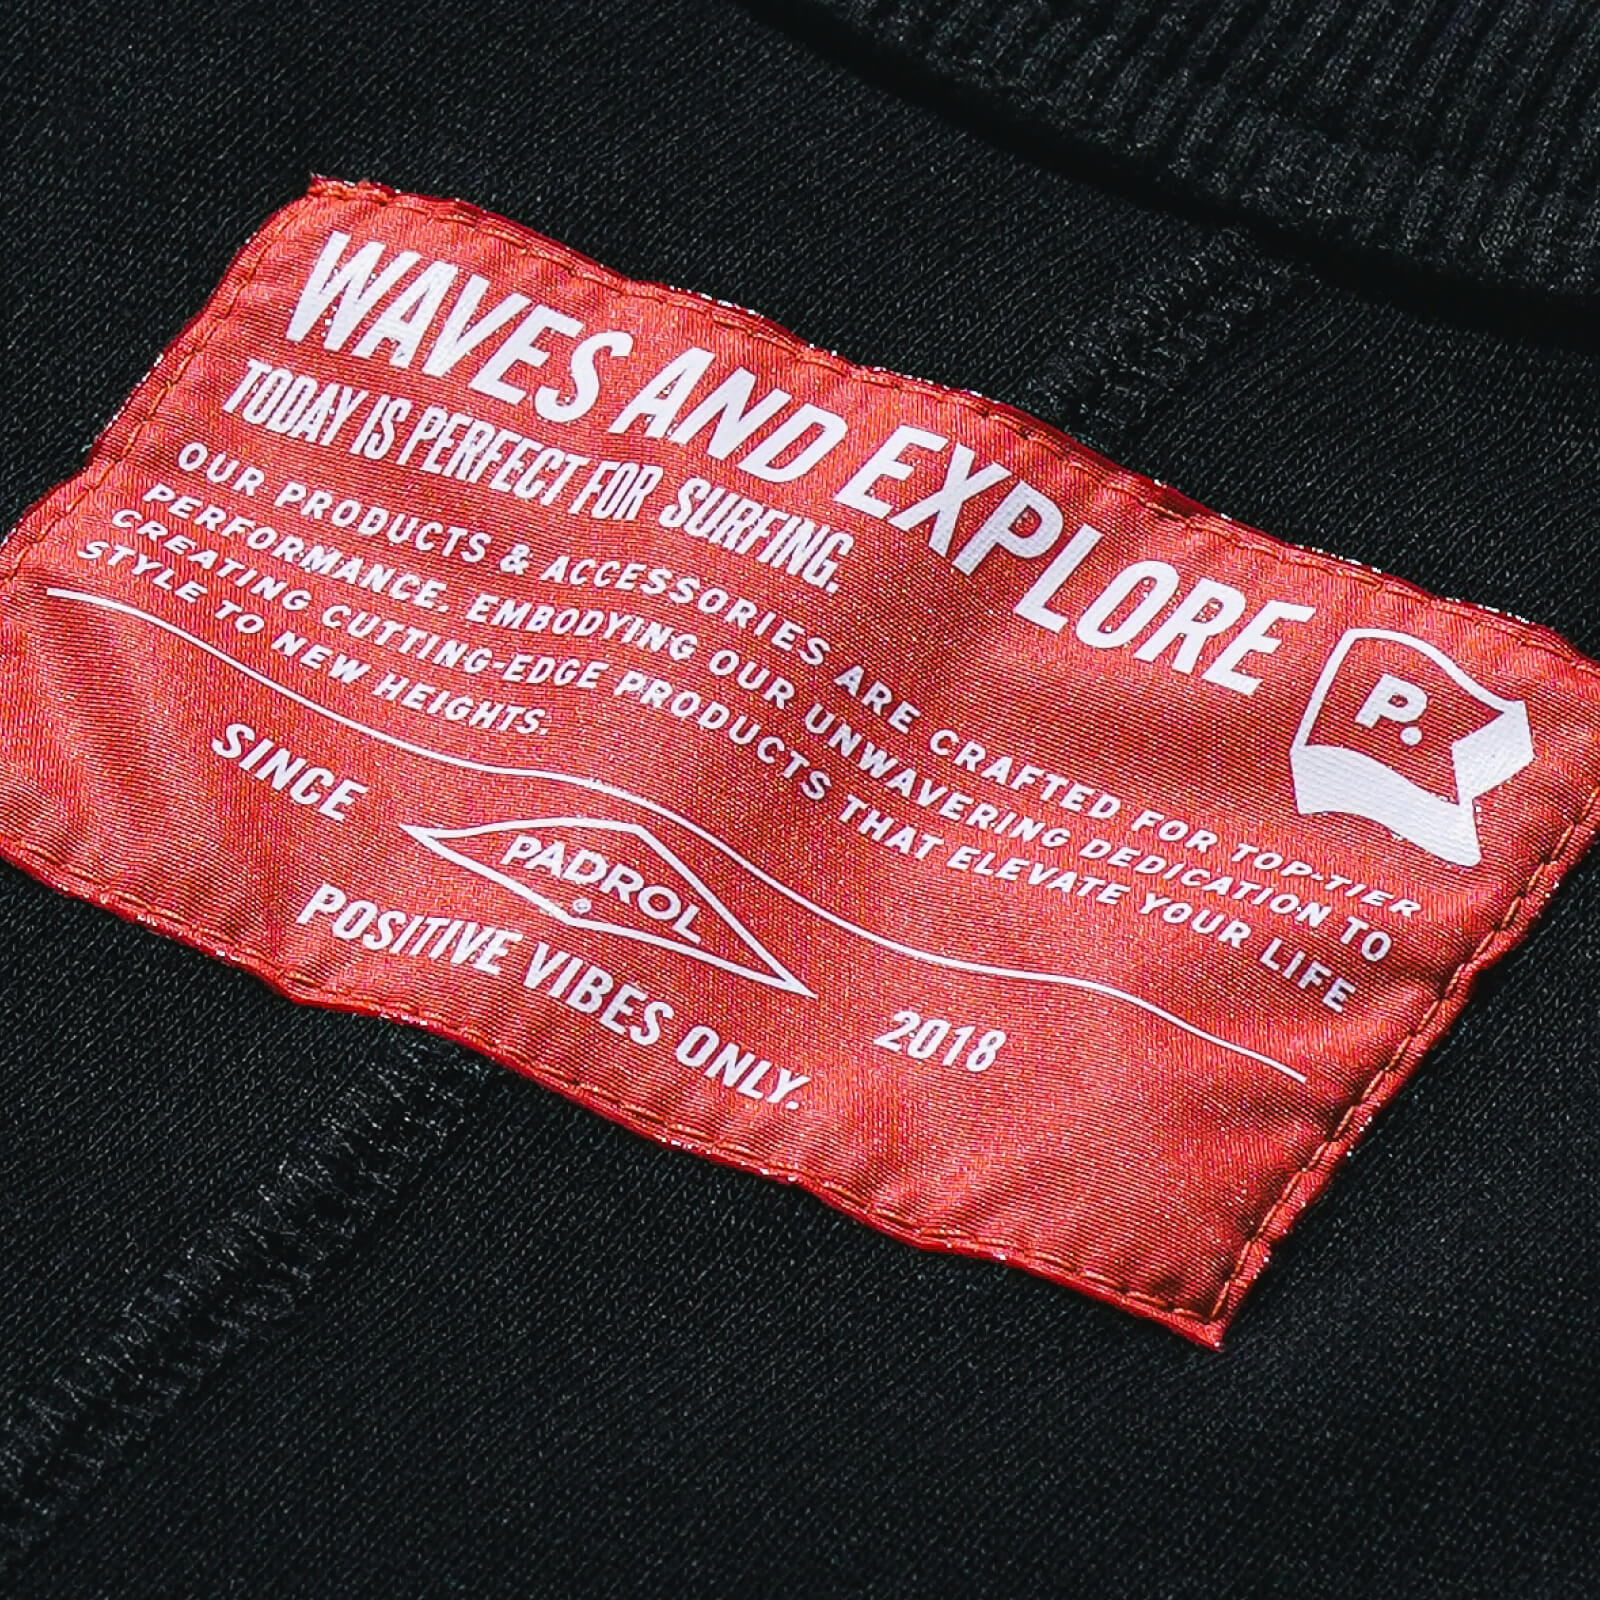 WAVES AND EXPLORE
TODAY IS PERFECT FOR SURFING.
OUR PRODUCTS & ACCESSORIES ARE CRAFTED FOR TOP-TIER
PERFORMANCE. EMBODYING OUR UNWAVERING DEDICATION TO
CREATING CUTTING-EDGE PRODUCTS THAT ELEVATE YOUR LIFE
STYLE TO NEW HEIGHTS.
P.
SINCE
PADROL
®
2018
POSITIVE VIBES ONLY.